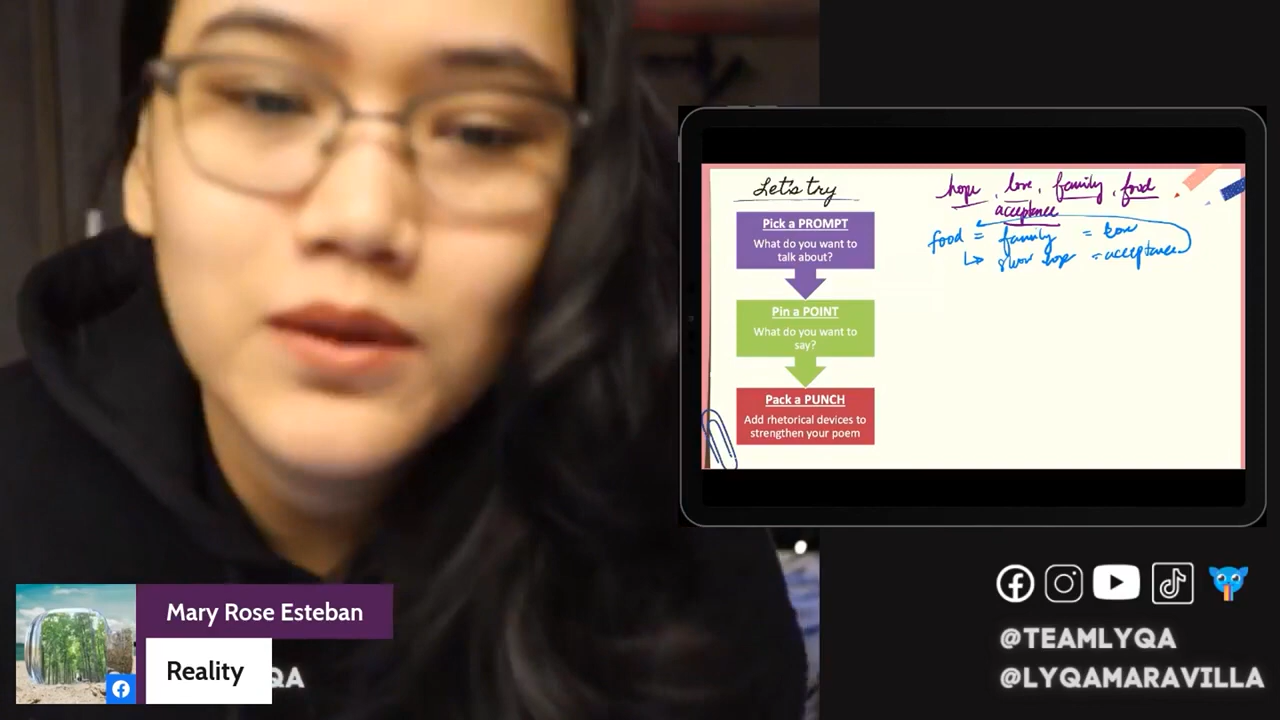 Let's try
hope, love, family, food
acceptance
Pick a PROMPT
What do you want to
talk about?
food = family = love
↳ = acceptance
Pin a POINT
What do you want to
say?
Pack a PUNCH
Add rhetorical devices to
strengthen your poem
Mary Rose Esteban
Reality
QA
@TEAMLYQA
@LYQAMARAVILLA